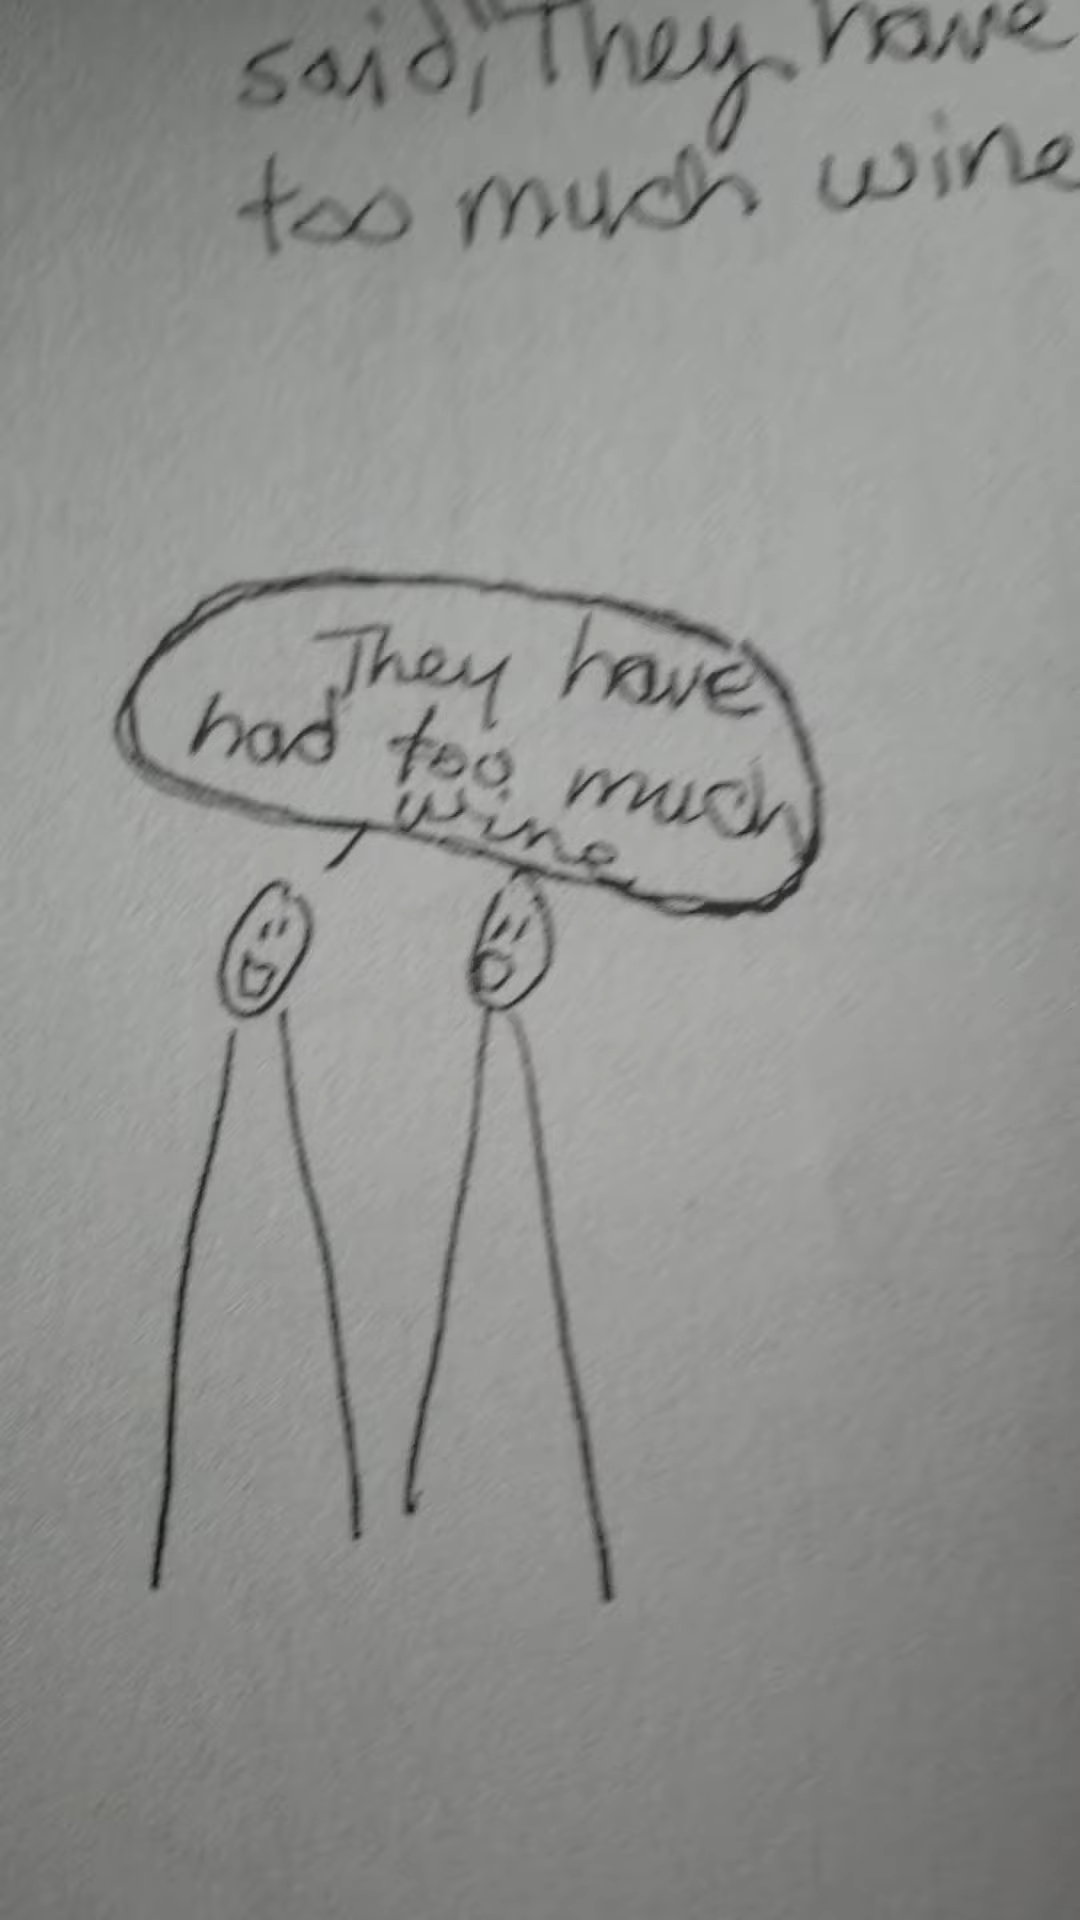 said, "They have
too much wine
They have
had too much
wine